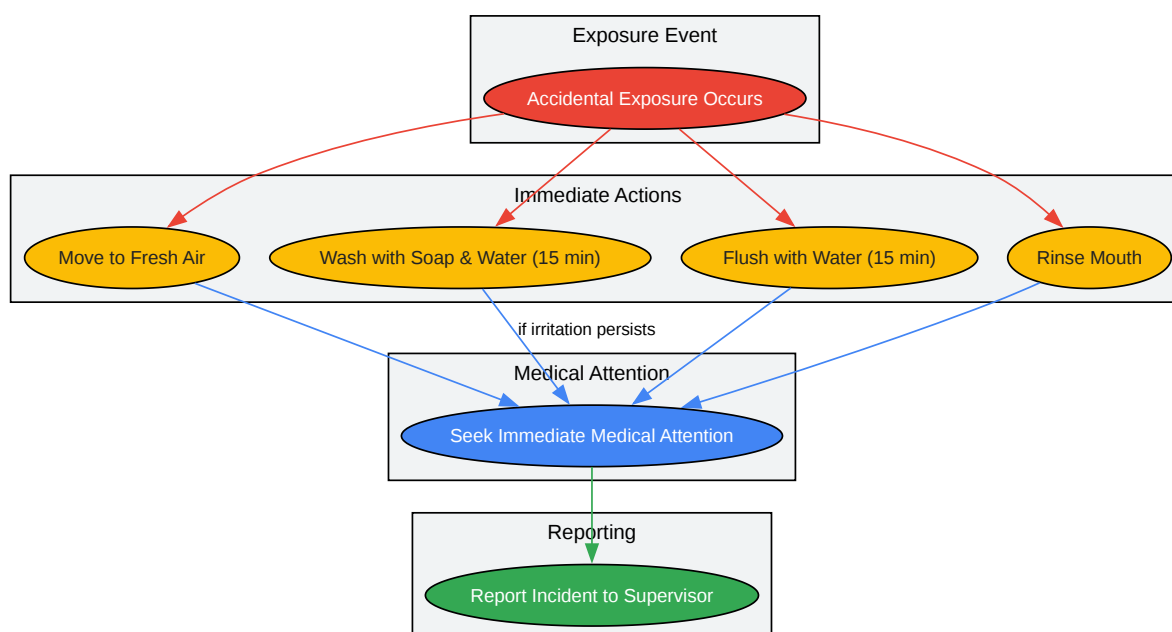 Exposure Event
Accidental Exposure Occurs
Immediate Actions
Move to Fresh Air
Wash with Soap & Water (15 min)
Flush with Water (15 min)
Rinse Mouth
if irritation persists
Medical Attention
Seek Immediate Medical Attention
Reporting
Report Incident to Supervisor